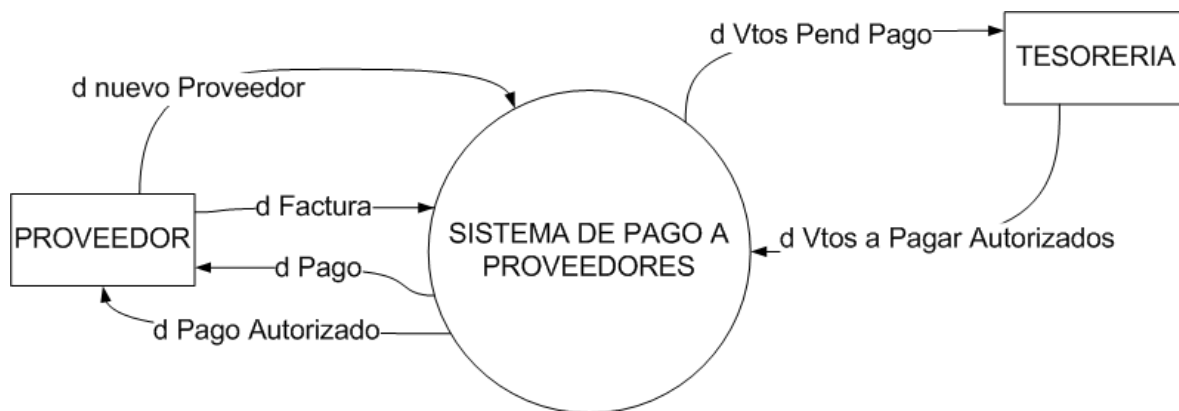 d Vtos Pend Pago
TESORERIA
d nuevo Proveedor
d Factura
PROVEEDOR
SISTEMA DE PAGO A
PROVEEDORES
d Vtos a Pagar Autorizados
d Pago
d Pago Autorizado